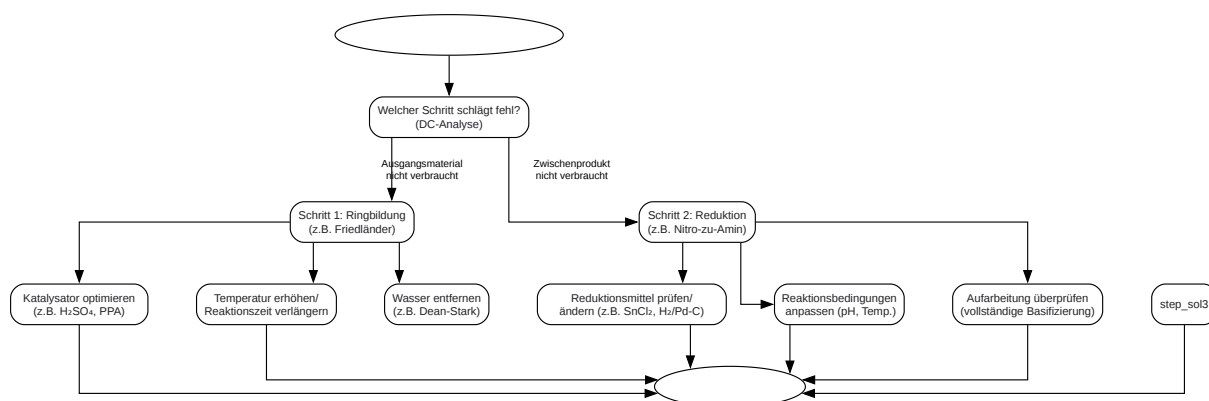 Welcher Schritt schlägt fehl?
(DC-Analyse)
Ausgangsmaterial
nicht verbraucht
Zwischenprodukt
nicht verbraucht
Schritt 1: Ringbildung
(z.B. Friedländer)
Schritt 2: Reduktion
(z.B. Nitro-zu-Amin)
Katalysator optimieren
(z.B. H₂SO₄, PPA)
Temperatur erhöhen/
Reaktionszeit verlängern
Wasser entfernen
(z.B. Dean-Stark)
Reduktionsmittel prüfen/
ändern (z.B. SnCl₂, H₂/Pd-C)
Reaktionsbedingungen
anpassen (pH, Temp.)
Aufarbeitung überprüfen
(vollständige Basifizierung)
step_sol3